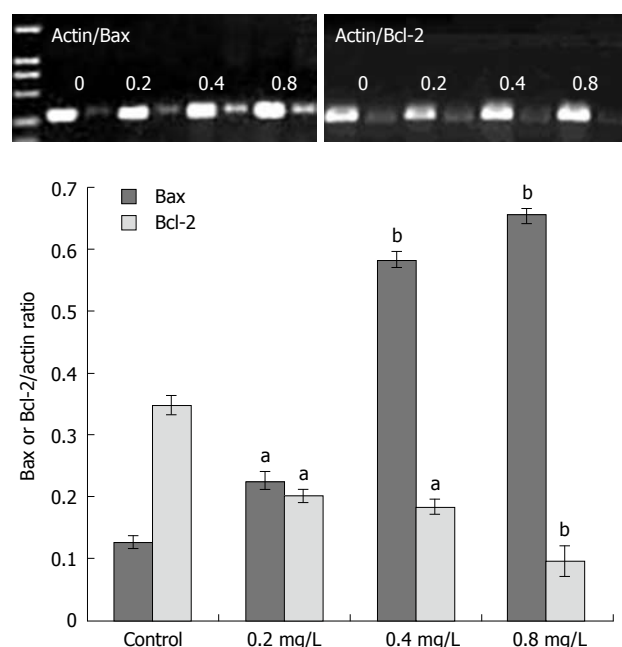 Actin/Bax
0 0.2 0.4 0.8
Actin/Bcl-2
0 0.2 0.4 0.8
0.7
0.6
0.5
0.4
0.3
0.2
0.1
0
Bax or Bcl-2/actin ratio
Bax
Bcl-2
a
a
b
a
b
b
Control 0.2 mg/L 0.4 mg/L 0.8 mg/L